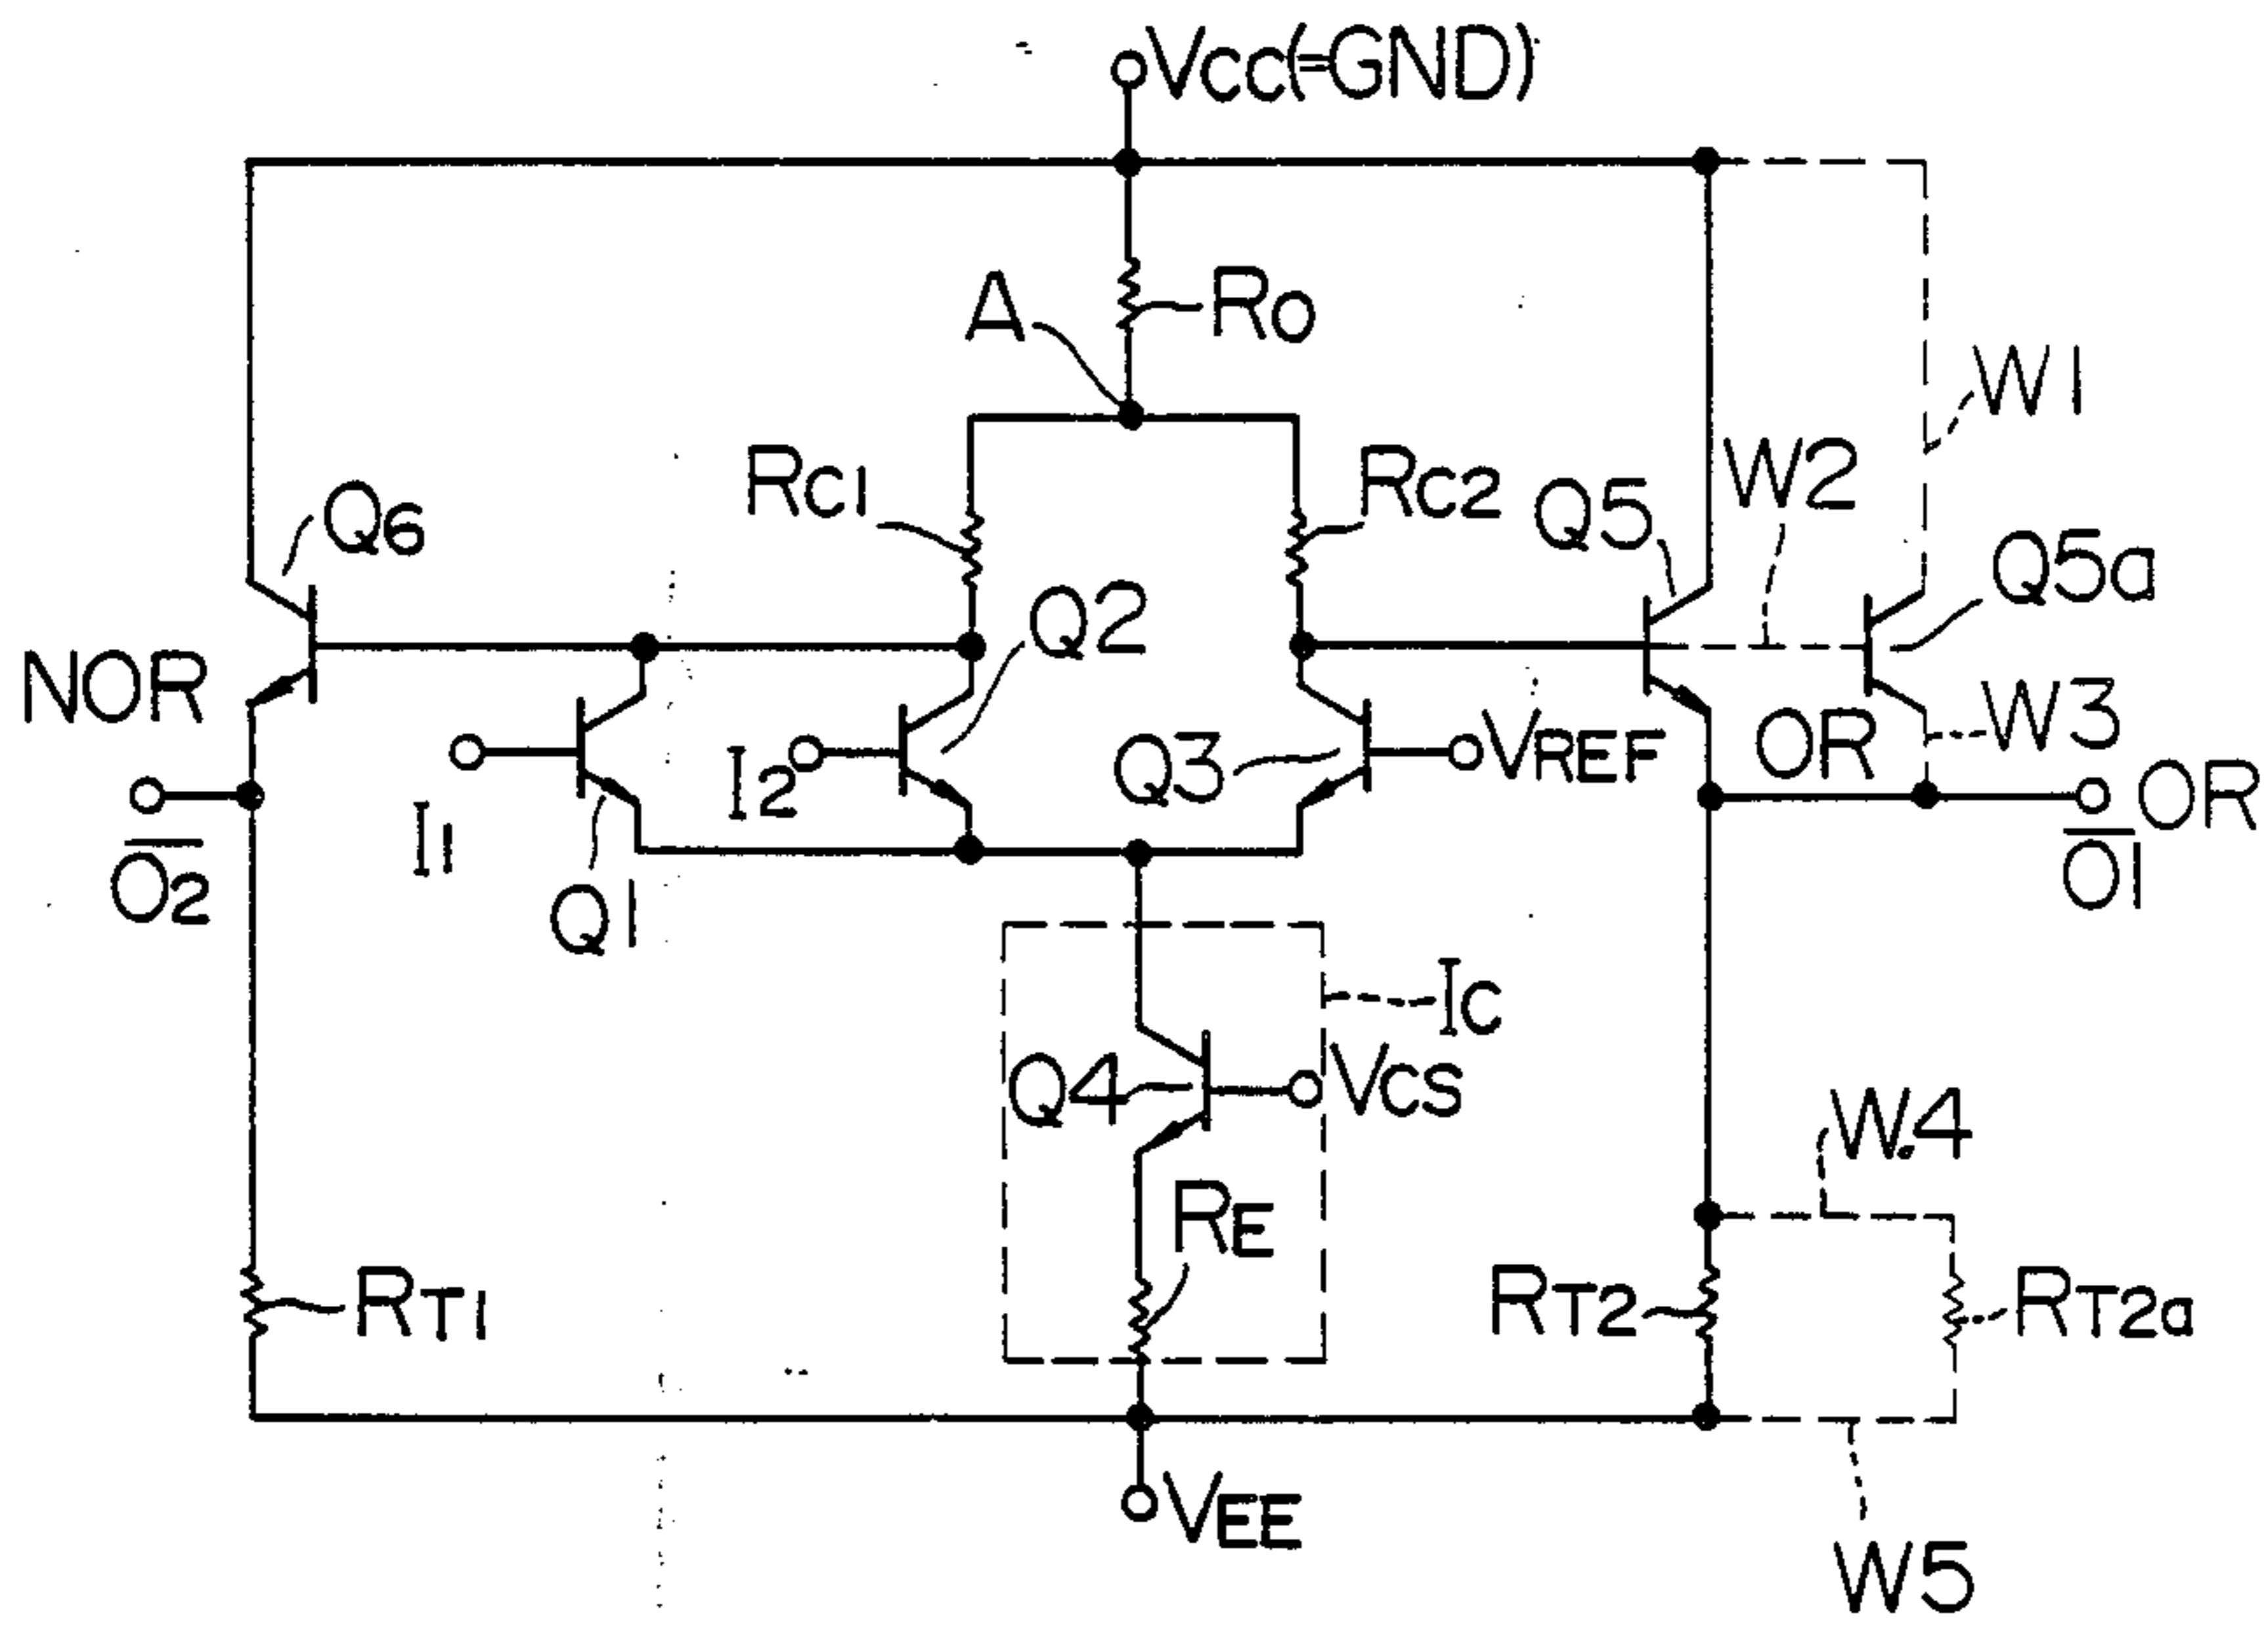 VCC(=GND)
A
RO
W1
RC1
RC2
W2
Q5
Q6
Q5a
Q2
NOR
W3
VREF
OR
Q3
I2
OR
I1
O2
O1
Q1
IC
Q4
VCS
W.4
RE
RT1
RT2
RT2a
VEE
W5